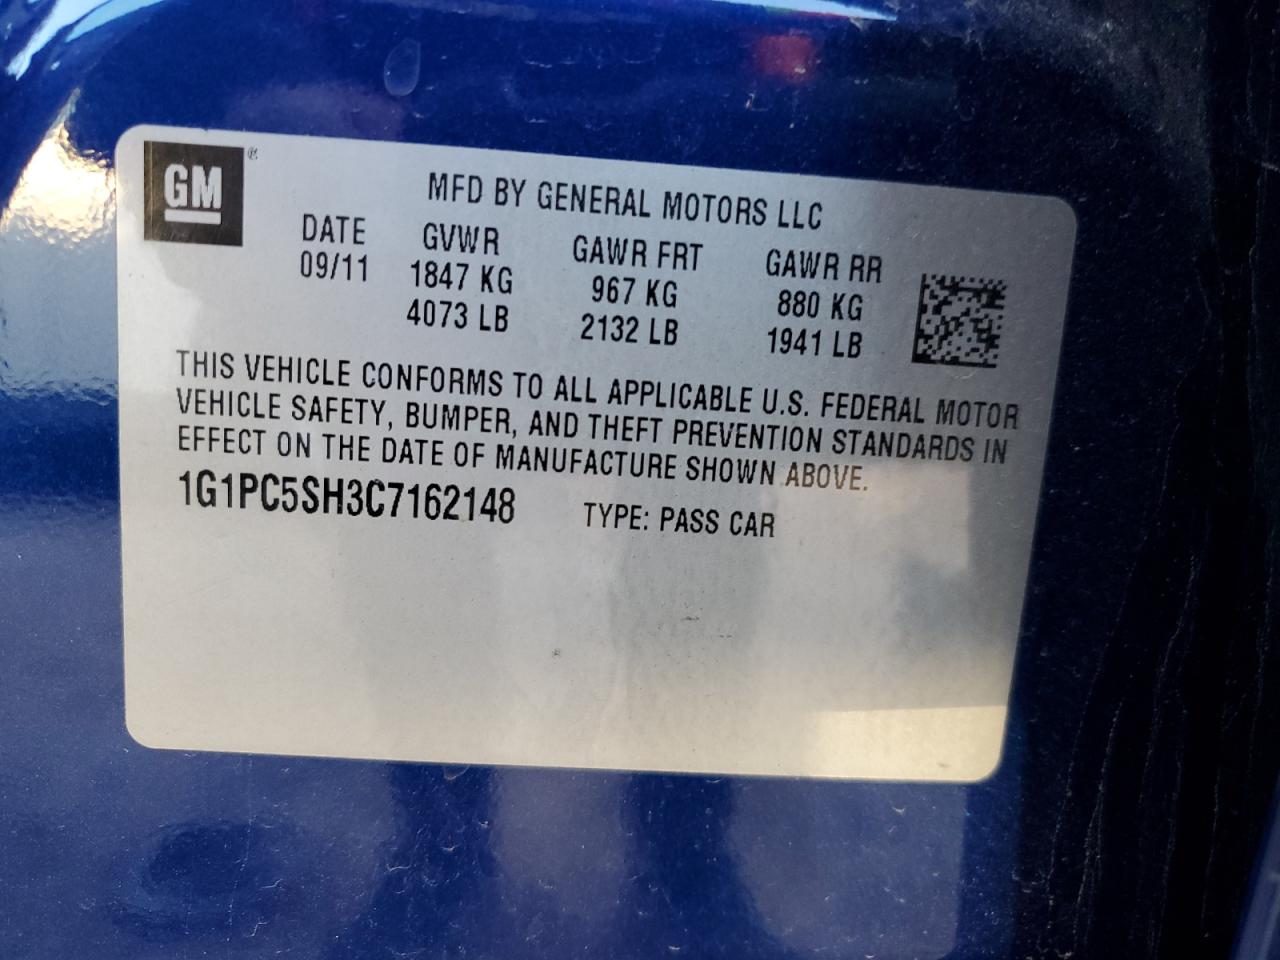 GM ®
MFD BY GENERAL MOTORS LLC
DATE GVWR GAWR FRT GAWR RR
09/11 1847 KG 967 KG 880 KG
4073 LB 2132 LB 1941 LB
THIS VEHICLE CONFORMS TO ALL APPLICABLE U.S. FEDERAL MOTOR
VEHICLE SAFETY, BUMPER, AND THEFT PREVENTION STANDARDS IN
EFFECT ON THE DATE OF MANUFACTURE SHOWN ABOVE.
1G1PC5SH3C7162148 TYPE: PASS CAR